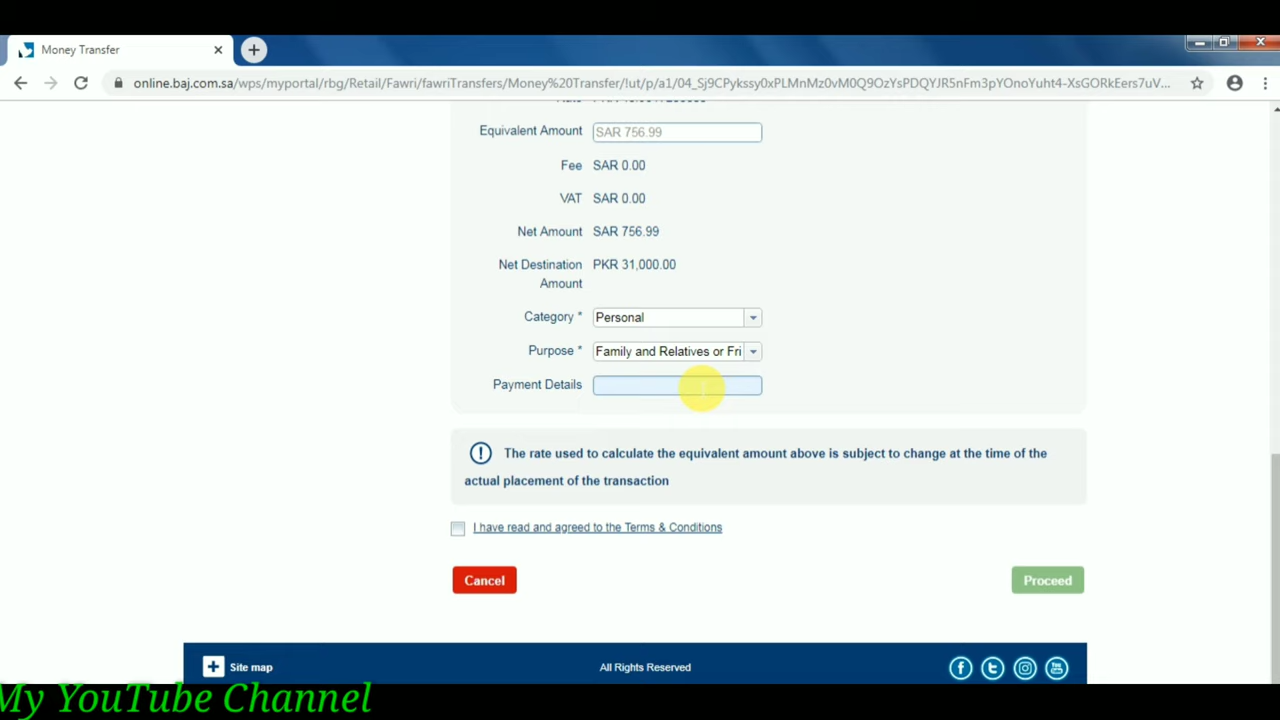 Money Transfer
online.baj.com.sa/wps/myportal/rbg/Retail/Fawri/fawriTransfers/Money%20Transfer/!ut/p/a1/04_Sj9CPykssy0xPLMnMz0vM0Q9OzYsPDQYJR5nFm3pYOnoYuht4-XsGORkEers7uV...
Equivalent Amount SAR 756.99
Fee SAR 0.00
VAT SAR 0.00
Net Amount SAR 756.99
Net Destination Amount PKR 31,000.00
Category * Personal
Purpose * Family and Relatives or Fri
Payment Details
The rate used to calculate the equivalent amount above is subject to change at the time of the
actual placement of the transaction
I have read and agreed to the Terms & Conditions
Cancel Proceed
Site map All Rights Reserved
My YouTube Channel